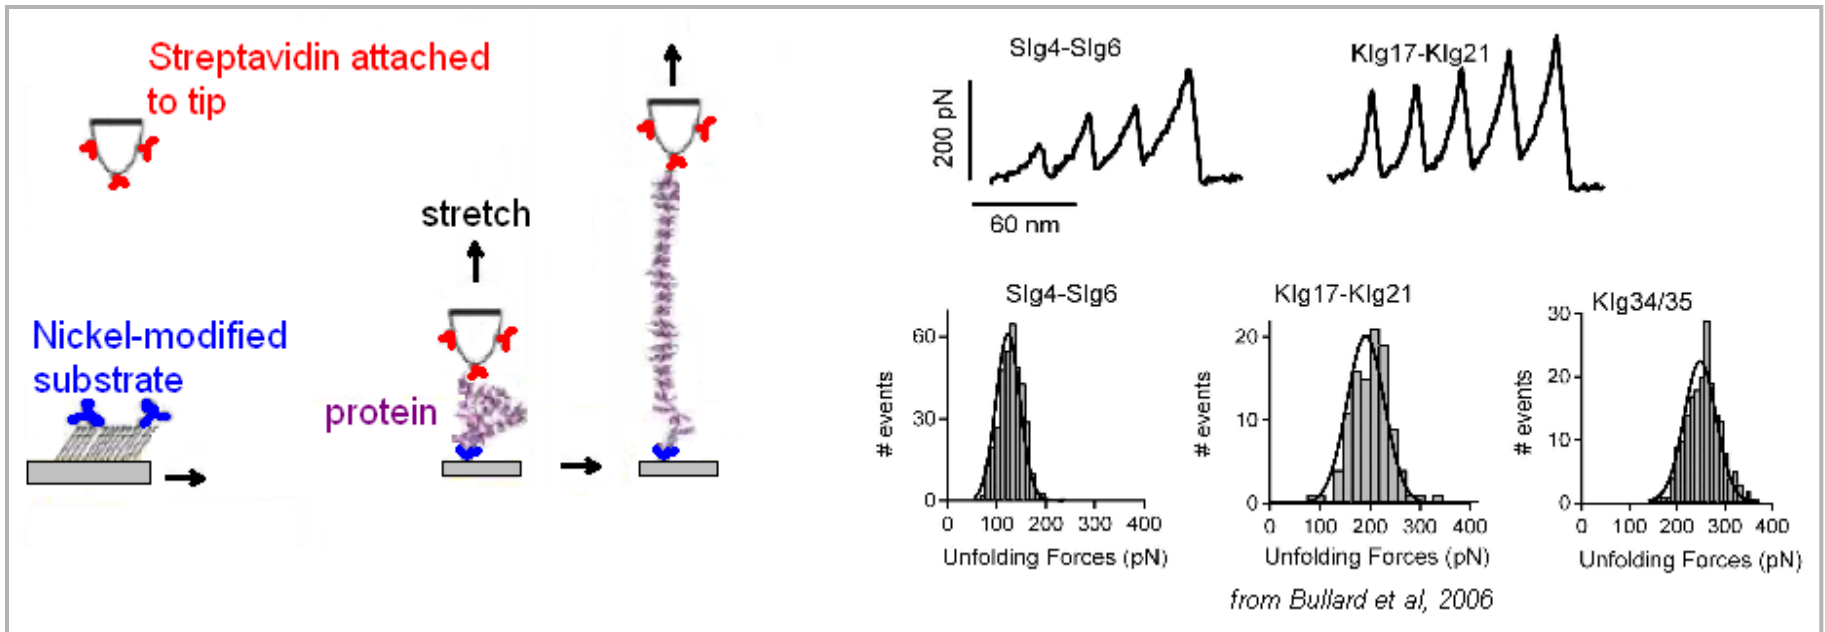 Streptavidin attached
to tip
stretch
Nickel-modified
substrate
protein
SIg4-SIg6
KIg17-KIg21
200 pN
60 nm
SIg4-SIg6
# events
60
30
0
0 100 200 300 400
Unfolding Forces (pN)
KIg17-KIg21
# events
20
10
0
0 100 200 300 400
Unfolding Forces (pN)
KIg34/35
# events
30
20
10
0
0 100 200 300 400
Unfolding Forces (pN)
from Bullard et al, 2006